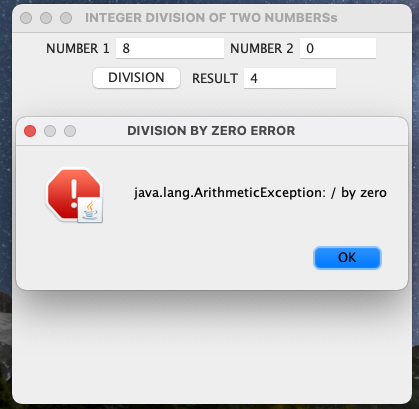 INTEGER DIVISION OF TWO NUMBERSs
NUMBER 1 8 NUMBER 2 0
DIVISION RESULT 4
DIVISION BY ZERO ERROR
java.lang.ArithmeticException: / by zero
OK